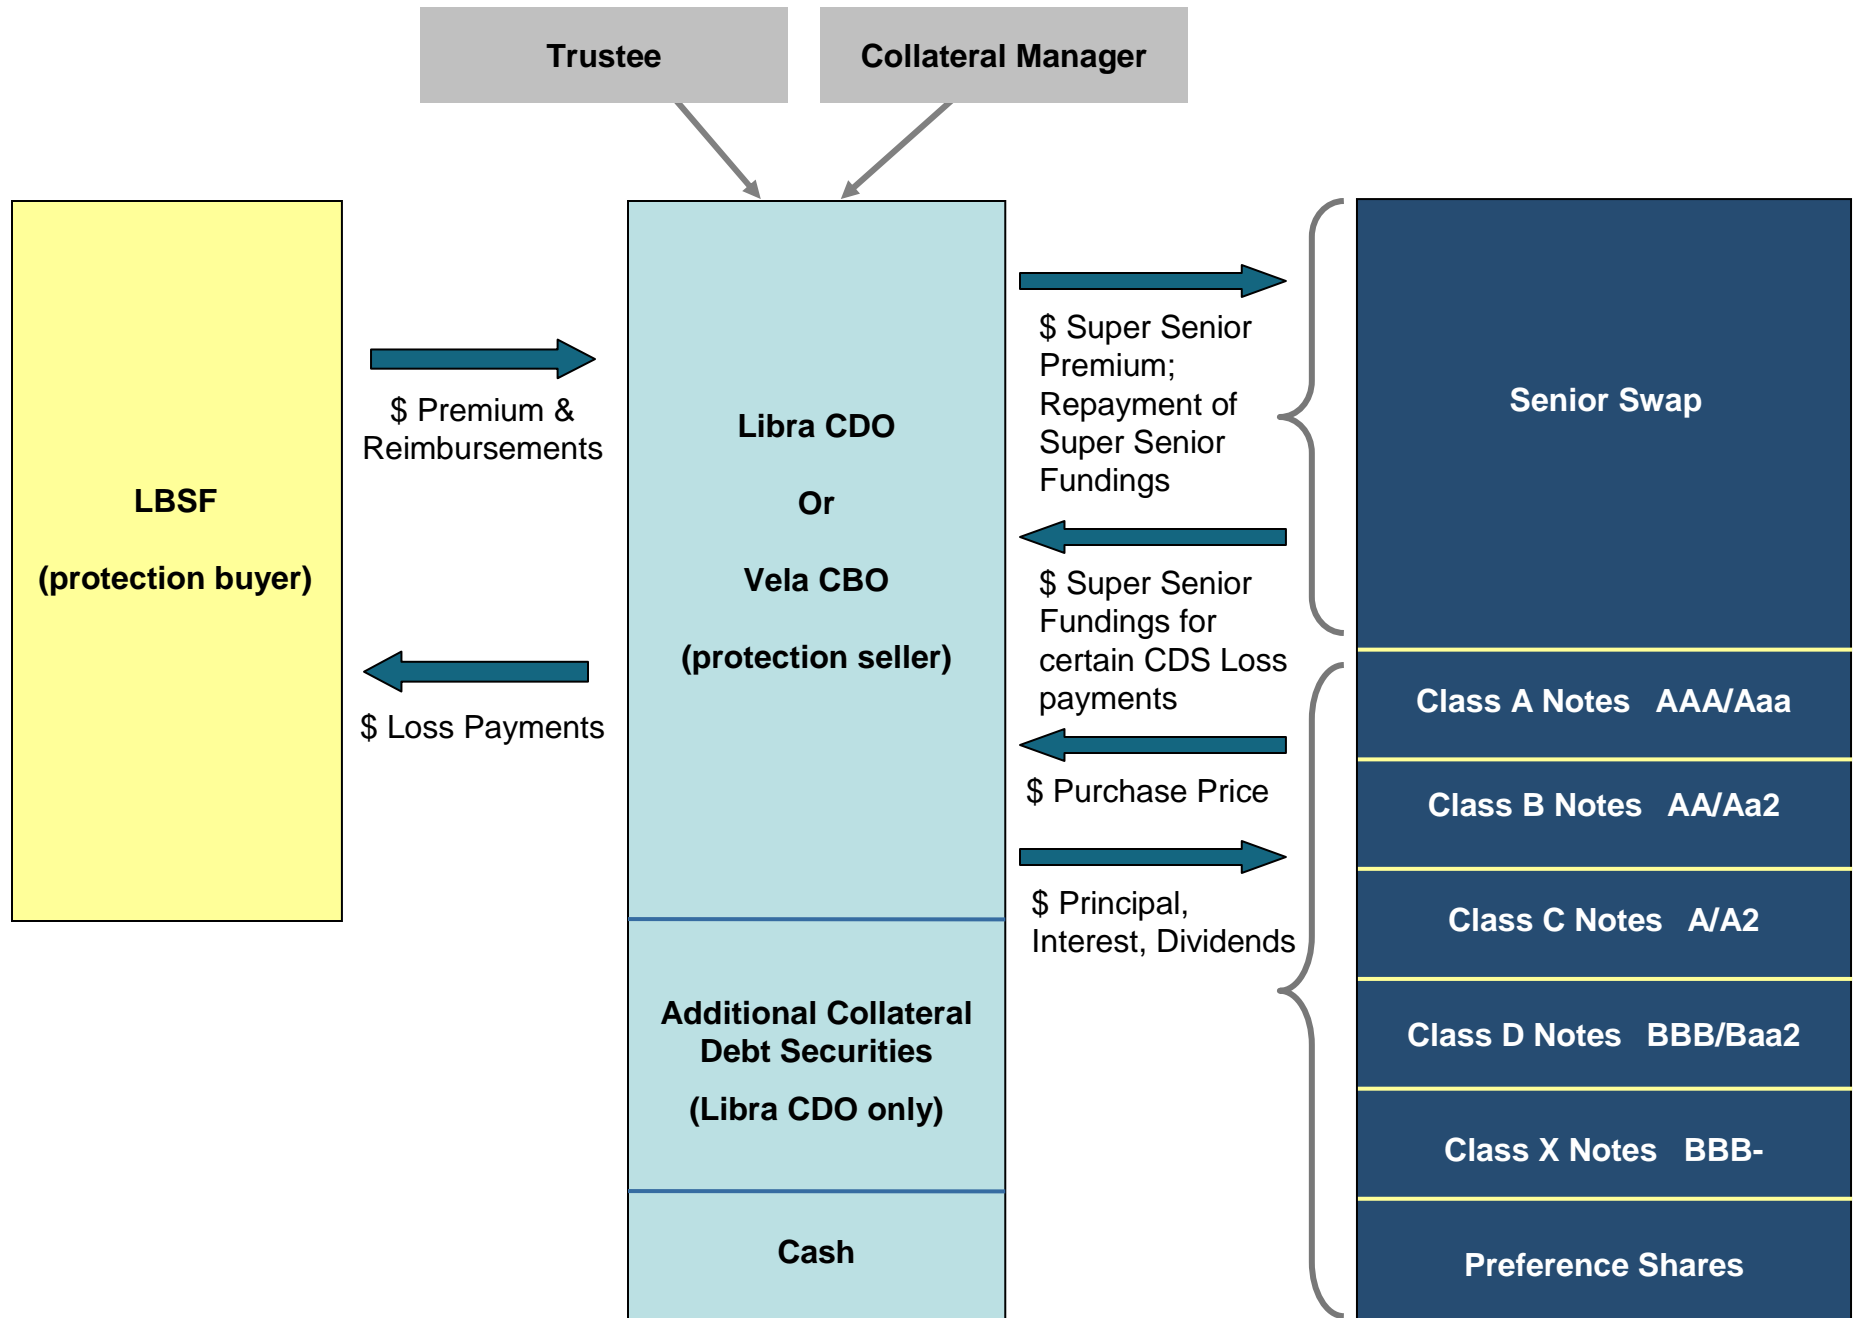 Trustee
Collateral Manager
LBSF
(protection buyer)
$ Premium &
Reimbursements
$ Loss Payments
Libra CDO
Or
Vela CBO
(protection seller)
Additional Collateral
Debt Securities
(Libra CDO only)
Cash
$ Super Senior
Premium;
Repayment of
Super Senior
Fundings
$ Super Senior
Fundings for
certain CDS Loss
payments
$ Purchase Price
$ Principal,
Interest, Dividends
Senior Swap
Class A Notes AAA/Aaa
Class B Notes AA/Aa2
Class C Notes A/A2
Class D Notes BBB/Baa2
Class X Notes BBB-
Preference Shares